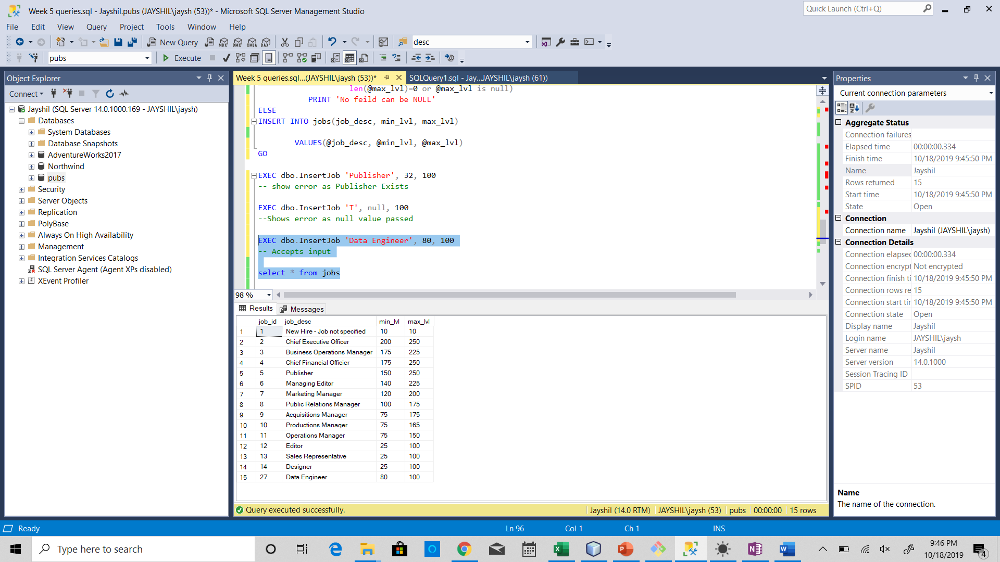 Week 5 queries.sql - Jayshil.pubs (JAYSHIL\jaysh (53))* - Microsoft SQL Server Management Studio
Quick Launch (Ctrl+Q)
File Edit View Query Project Tools Window Help
New Query MDX DMX XMLA DAX desc
pubs Execute
Object Explorer
Connect
Jayshil (SQL Server 14.0.1000.169 - JAYSHIL\jaysh)
Databases
System Databases
Database Snapshots
AdventureWorks2017
Northwind
pubs
Security
Server Objects
Replication
PolyBase
Always On High Availability
Management
Integration Services Catalogs
SQL Server Agent (Agent XPs disabled)
XEvent Profiler
Week 5 queries.sql...(JAYSHIL\jaysh (53))* SQLQuery1.sql - Jay...JAYSHIL\jaysh (61))
len(@max_lvl)=0 or @max_lvl is null)
PRINT 'No feild can be NULL'
ELSE
INSERT INTO jobs(job_desc, min_lvl, max_lvl)
VALUES(@job_desc, @min_lvl, @max_lvl)
GO
EXEC dbo.InsertJob 'Publisher', 32, 100
-- show error as Publisher Exists
EXEC dbo.InsertJob 'T', null, 100
--Shows error as null value passed
EXEC dbo.InsertJob 'Data Engineer', 80, 100
-- Accepts input
select * from jobs
98 %
Results Messages
job_id job_desc min_lvl max_lvl
1 1 New Hire - Job not specified 10 10
2 2 Chief Executive Officer 200 250
3 3 Business Operations Manager 175 225
4 4 Chief Financial Officier 175 250
5 5 Publisher 150 250
6 6 Managing Editor 140 225
7 7 Marketing Manager 120 200
8 8 Public Relations Manager 100 175
9 9 Acquisitions Manager 75 175
10 10 Productions Manager 75 165
11 11 Operations Manager 75 150
12 12 Editor 25 100
13 13 Sales Representative 25 100
14 14 Designer 25 100
15 27 Data Engineer 80 100
Query executed successfully. Jayshil (14.0 RTM) JAYSHIL\jaysh (53) pubs 00:00:00 15 rows
Properties
Current connection parameters
Aggregate Status
Connection failures
Elapsed time 00:00:00.334
Finish time 10/18/2019 9:45:50 PM
Name Jayshil
Rows returned 15
Start time 10/18/2019 9:45:50 PM
State Open
Connection
Connection name Jayshil (JAYSHIL\jaysh)
Connection Details
Connection elapsec 00:00:00.334
Connection encrypt Not encrypted
Connection finish ti 10/18/2019 9:45:50 PM
Connection rows re 15
Connection start tir 10/18/2019 9:45:50 PM
Connection state Open
Display name Jayshil
Login name JAYSHIL\jaysh
Server name Jayshil
Server version 14.0.1000
Session Tracing ID
SPID 53
Name
The name of the connection.
Ready Ln 96 Col 1 Ch 1 INS
Type here to search
9:46 PM
10/18/2019
4